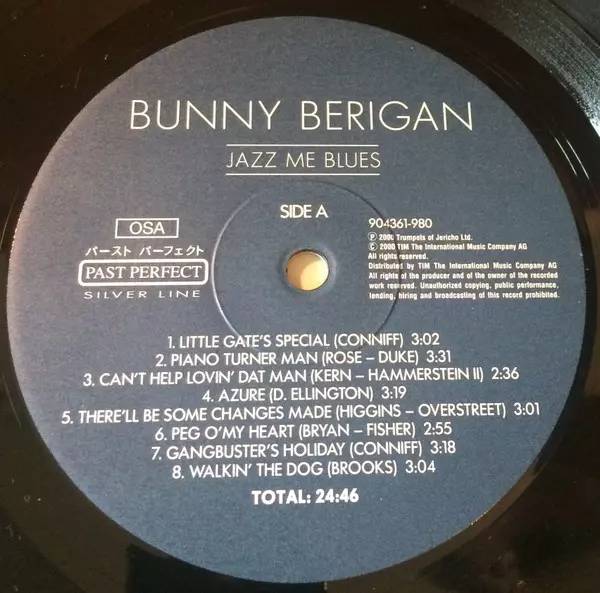 BUNNY BERIGAN
JAZZ ME BLUES
SIDE A
OSA
パースト パーフェクト
PAST PERFECT
SILVER LINE
904361-980
Ⓟ 2000 Trumpets of Jericho Ltd.
© 2000 TIM The International Music Company AG
All rights reserved.
Distributed by TIM The International Music Company AG
All rights of the producer and of the owner of the recorded
work reserved. Unauthorized copying, public performance,
lending, hiring and broadcasting of this record prohibited.
1. LITTLE GATE'S SPECIAL (CONNIFF) 3:02
2. PIANO TURNER MAN (ROSE – DUKE) 3:31
3. CAN'T HELP LOVIN' DAT MAN (KERN – HAMMERSTEIN II) 2:36
4. AZURE (D. ELLINGTON) 3:19
5. THERE'LL BE SOME CHANGES MADE (HIGGINS – OVERSTREET) 3:01
6. PEG O'MY HEART (BRYAN – FISHER) 2:55
7. GANGBUSTER'S HOLIDAY (CONNIFF) 3:18
8. WALKIN' THE DOG (BROOKS) 3:04
TOTAL: 24:46